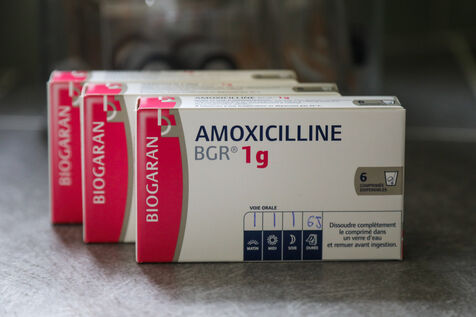 BIOGARAN
BIOGARAN
BIOGARAN
AMOXICILLINE
BGR® 1g
6
COMPRIMÉS
DISPERSIBLES
VOIE ORALE
1 1 1 6J
MATIN MIDI SOIR DURÉE
Dissoudre complètement
le comprimé dans
un verre d'eau
et remuer avant ingestion.